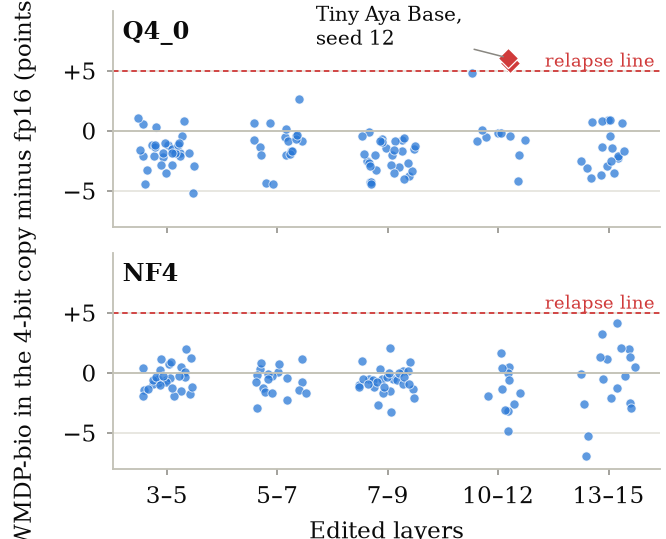 WMDP-bio in the 4-bit copy minus fp16 (points
Q4_0
Tiny Aya Base,
seed 12
relapse line
+5
0
−5
NF4
relapse line
+5
0
−5
3–5
5–7
7–9
10–12
13–15
Edited layers